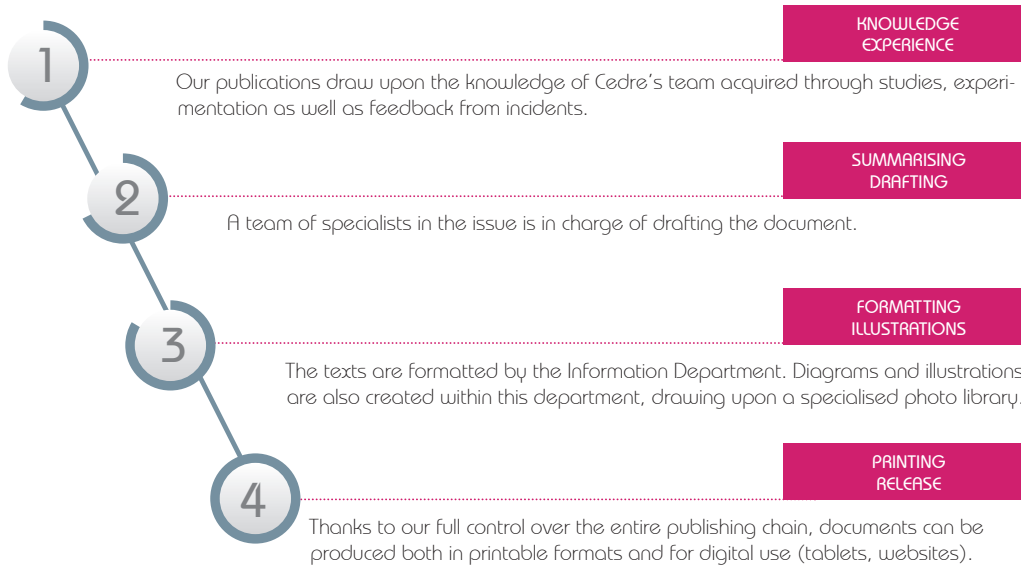 1
KNOWLEDGE
EXPERIENCE
Our publications draw upon the knowledge of Cedre's team acquired through studies, experi-
mentation as well as feedback from incidents.
2
SUMMARISING
DRAFTING
A team of specialists in the issue is in charge of drafting the document.
3
FORMATTING
ILLUSTRATIONS
The texts are formatted by the Information Department. Diagrams and illustrations
are also created within this department, drawing upon a specialised photo library.
4
PRINTING
RELEASE
Thanks to our full control over the entire publishing chain, documents can be
produced both in printable formats and for digital use (tablets, websites).